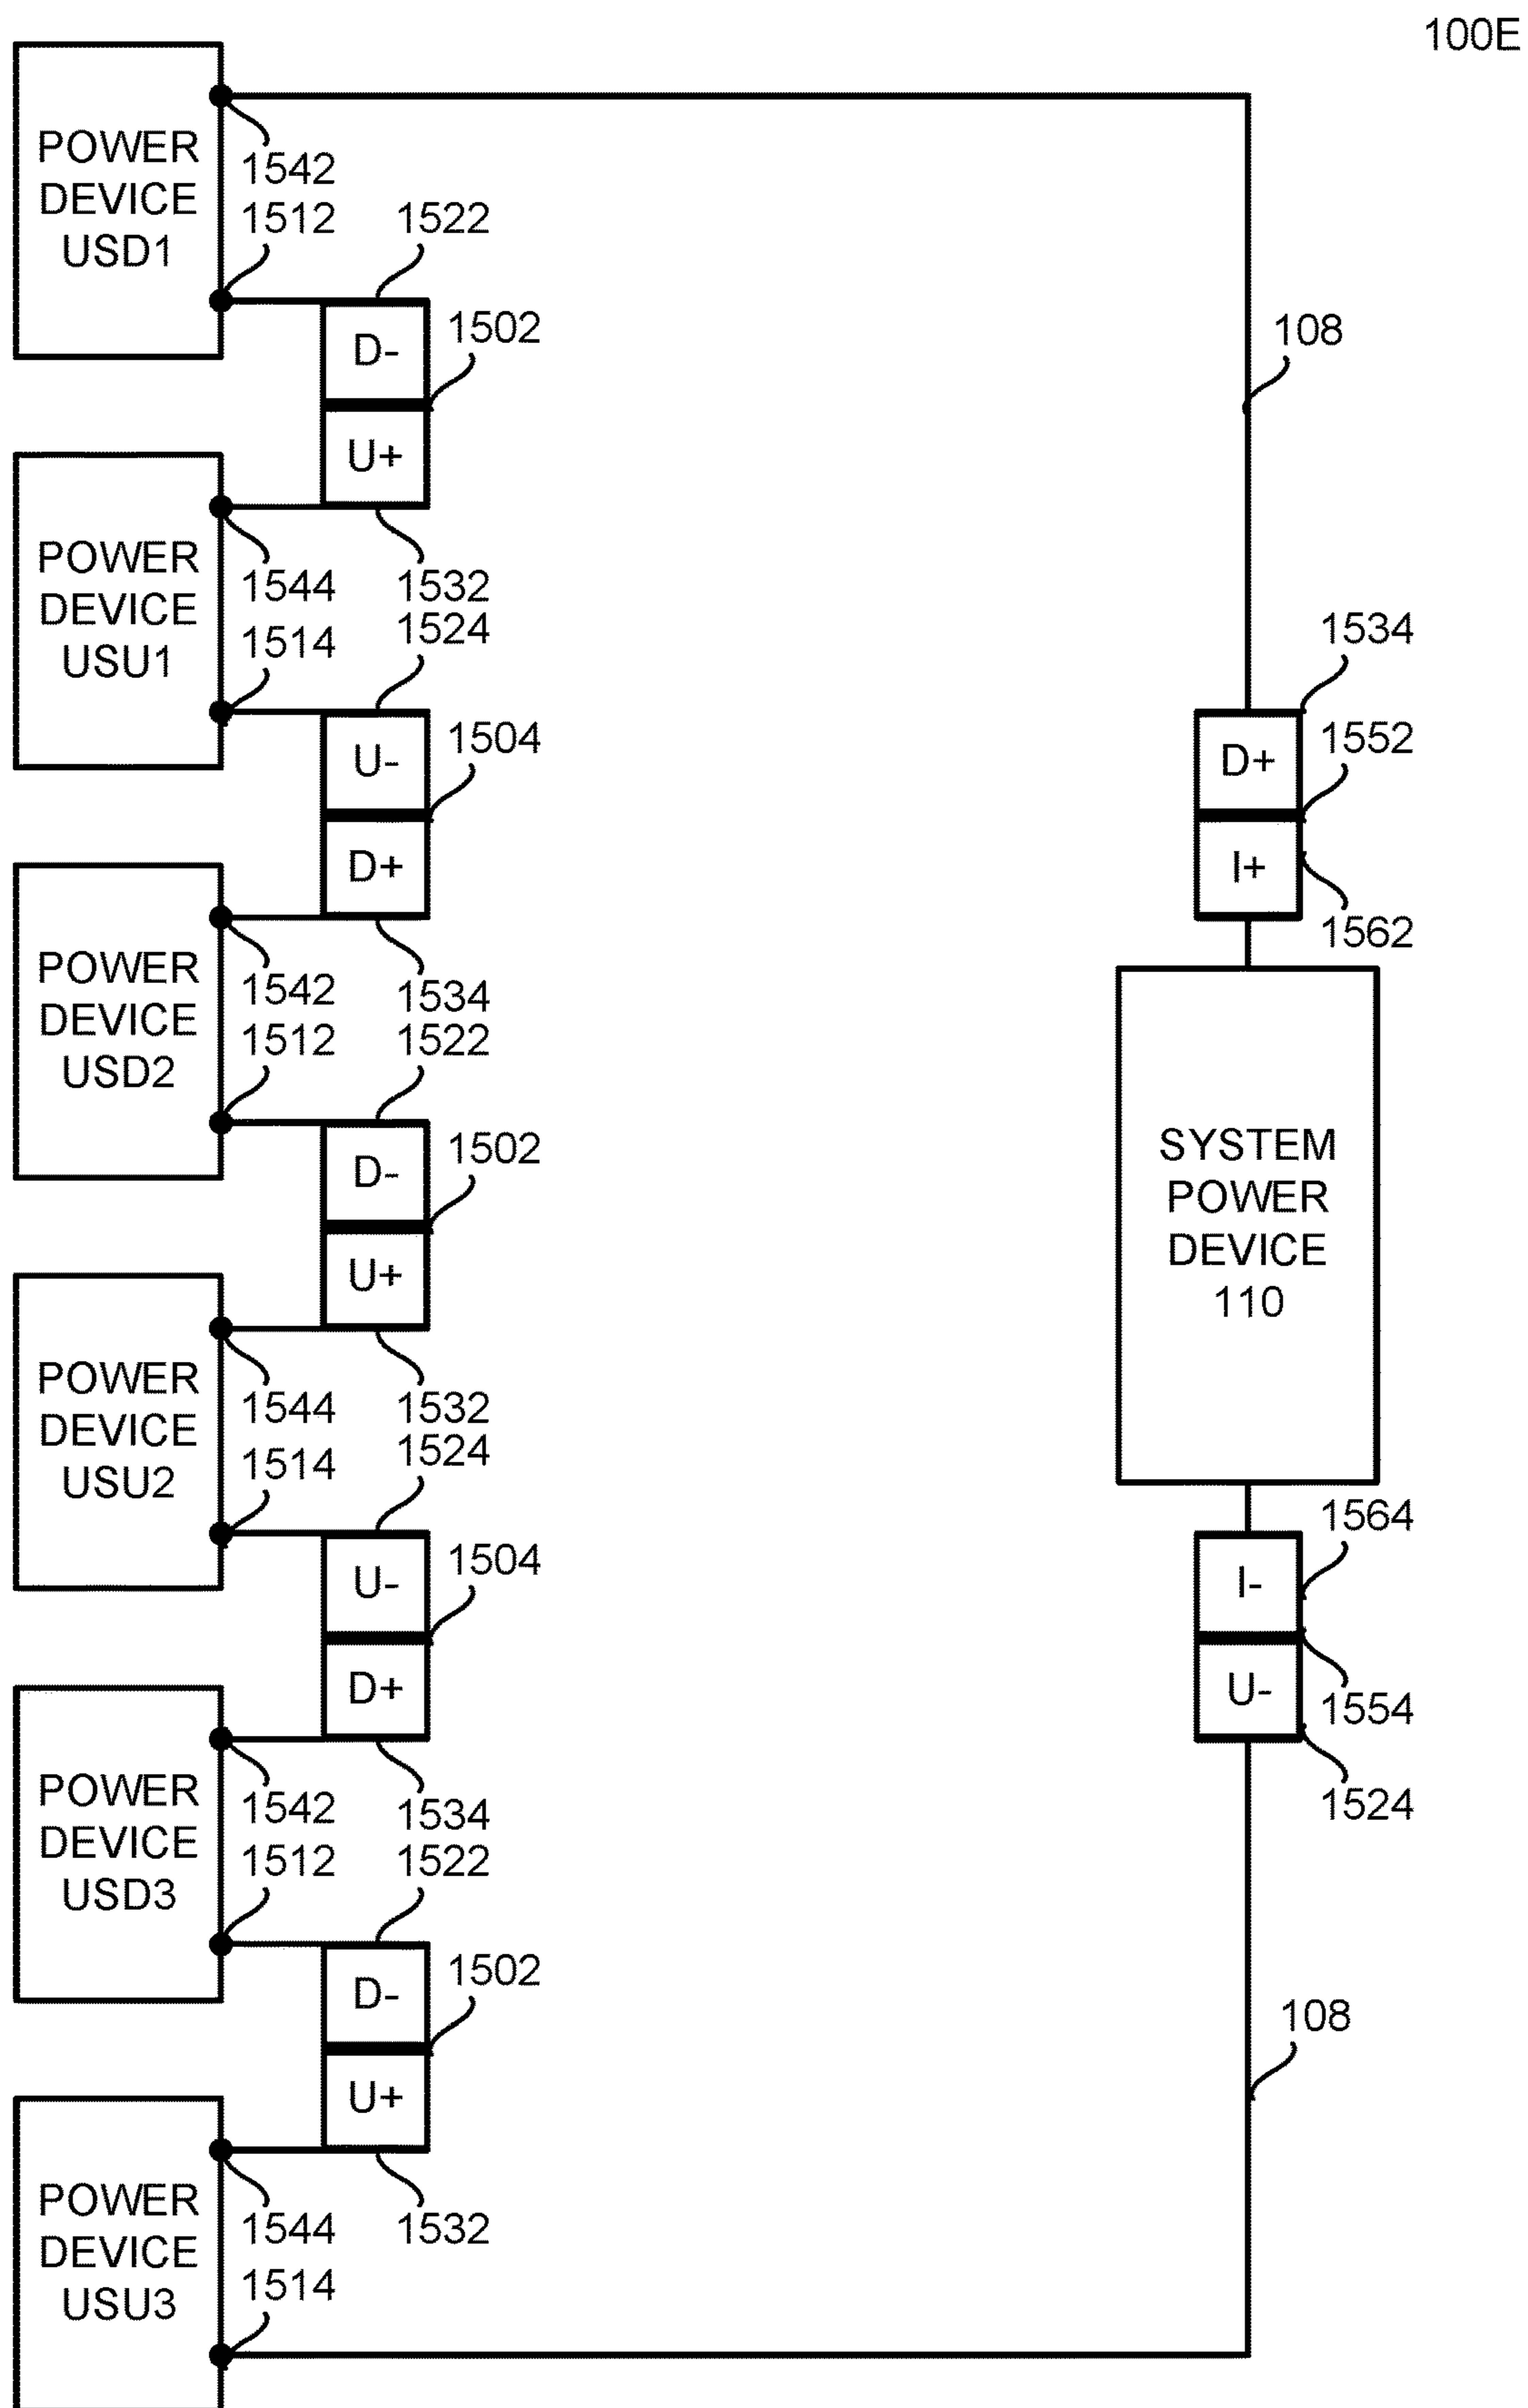 100E
POWER
DEVICE
USD1
1542
1512
1522
D-
1502
U+
108
POWER
DEVICE
USU1
1544
1532
1514
1524
U-
1504
D+
1534
D+
1552
I+
1562
POWER
DEVICE
USD2
1542
1534
1512
1522
D-
1502
U+
SYSTEM
POWER
DEVICE
110
POWER
DEVICE
USU2
1544
1532
1514
1524
U-
1504
D+
1564
I-
U-
1554
1524
POWER
DEVICE
USD3
1542
1534
1512
1522
D-
1502
U+
108
POWER
DEVICE
USU3
1544
1532
1514